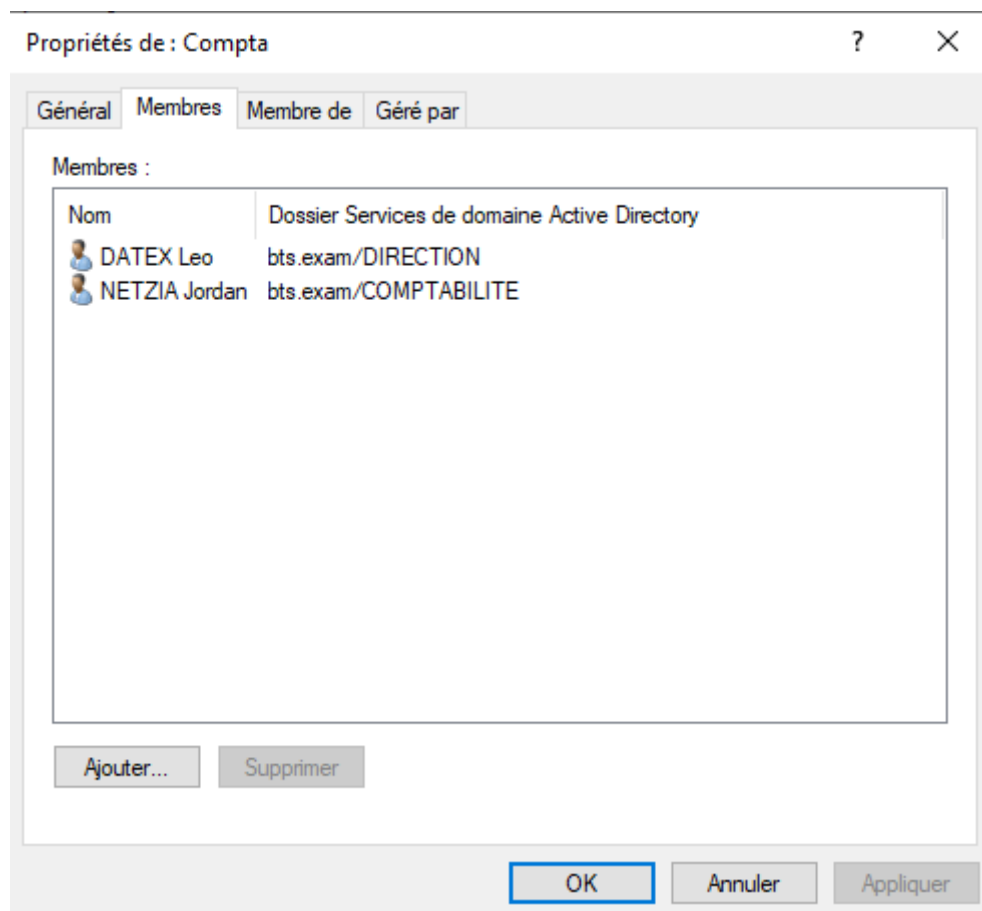 Propriétés de : Compta ? ×
Général Membres Membre de Géré par
Membres :
Nom Dossier Services de domaine Active Directory
DATEX Leo bts.exam/DIRECTION
NETZIA Jordan bts.exam/COMPTABILITE
Ajouter... Supprimer
OK Annuler Appliquer